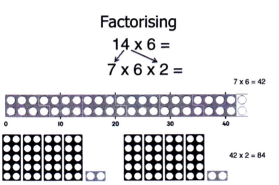 Factorising
14 x 6 =
7 x 6 x 2 =
7 x 6 = 42
0 10 20 30 40
42 x 2 = 84